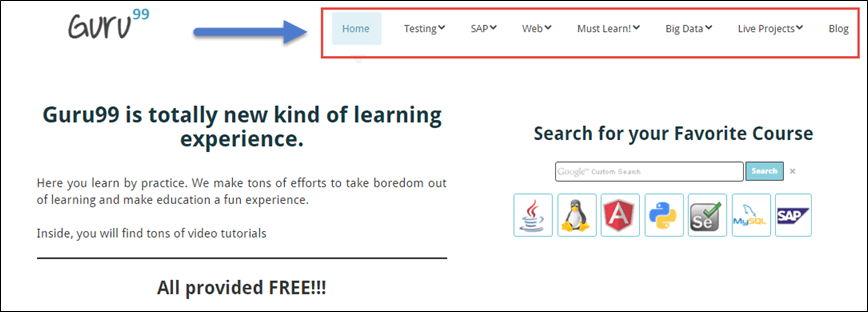 Guru99
Home Testing SAP Web Must Learn! Big Data Live Projects Blog
Guru99 is totally new kind of learning
experience.
Here you learn by practice. We make tons of efforts to take boredom out
of learning and make education a fun experience.
Inside, you will find tons of video tutorials
All provided FREE!!!
Search for your Favorite Course
Google™ Custom Search Search ×
Se MySQL SAP